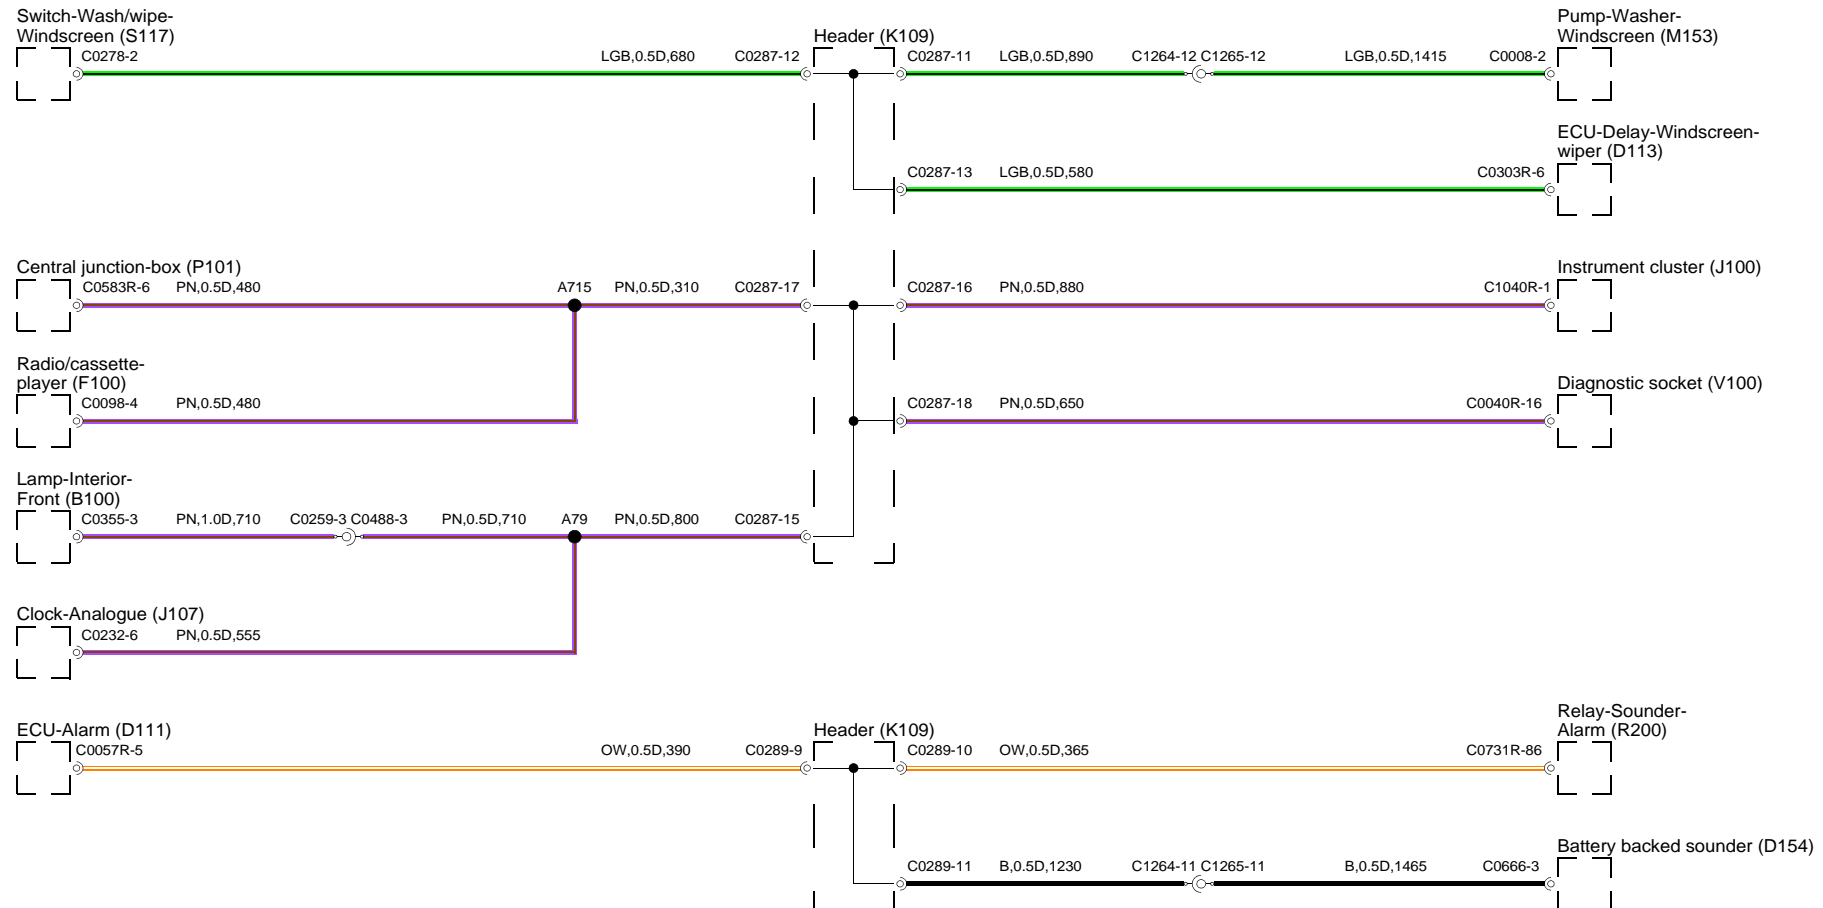 Switch-Wash/wipe-
Windscreen (S117)
Header (K109)
Pump-Washer-
Windscreen (M153)
C0278-2 LGB,0.5D,680 C0287-12 C0287-11 LGB,0.5D,890 C1264-12 C1265-12 LGB,0.5D,1415 C0008-2
ECU-Delay-Windscreen-
wiper (D113)
C0287-13 LGB,0.5D,580 C0303R-6
Central junction-box (P101) Instrument cluster (J100)
C0583R-6 PN,0.5D,480 A715 PN,0.5D,310 C0287-17 C0287-16 PN,0.5D,880 C1040R-1
Radio/cassette-
player (F100) Diagnostic socket (V100)
C0098-4 PN,0.5D,480 C0287-18 PN,0.5D,650 C0040R-16
Lamp-Interior-
Front (B100)
C0355-3 PN,1.0D,710 C0259-3 C0488-3 PN,0.5D,710 A79 PN,0.5D,800 C0287-15
Clock-Analogue (J107)
C0232-6 PN,0.5D,555
ECU-Alarm (D111) Header (K109)
Relay-Sounder-
Alarm (R200)
C0057R-5 OW,0.5D,390 C0289-9 C0289-10 OW,0.5D,365 C0731R-86
Battery backed sounder (D154)
C0289-11 B,0.5D,1230 C1264-11 C1265-11 B,0.5D,1465 C0666-3